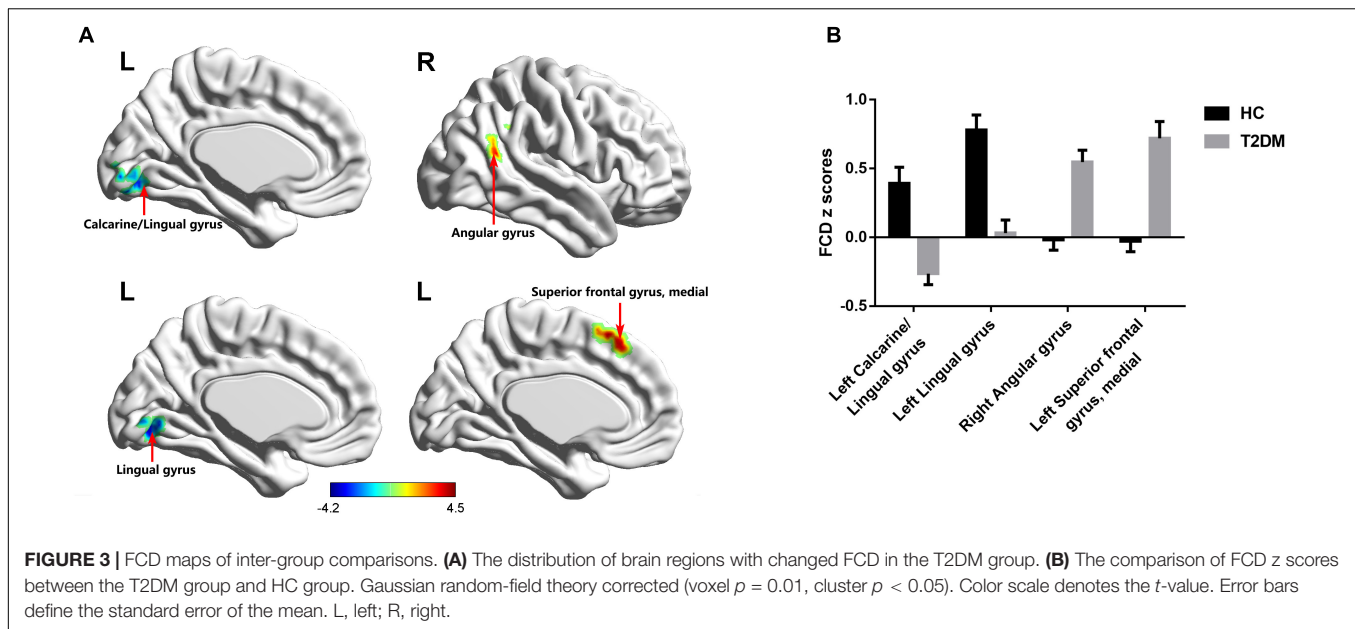 A
B
L
R
Calcarine/Lingual gyrus
Angular gyrus
L
L
Superior frontal gyrus, medial
Lingual gyrus
-4.2
4.5
HC
T2DM
FCD z scores
1.0
0.5
0.0
-0.5
Left Calcarine/
Lingual gyrus
Left Lingual gyrus
Right Angular gyrus
Left Superior frontal
gyrus, medial
FIGURE 3 | FCD maps of inter-group comparisons. (A) The distribution of brain regions with changed FCD in the T2DM group. (B) The comparison of FCD z scores
between the T2DM group and HC group. Gaussian random-field theory corrected (voxel p = 0.01, cluster p < 0.05). Color scale denotes the t-value. Error bars
define the standard error of the mean. L, left; R, right.